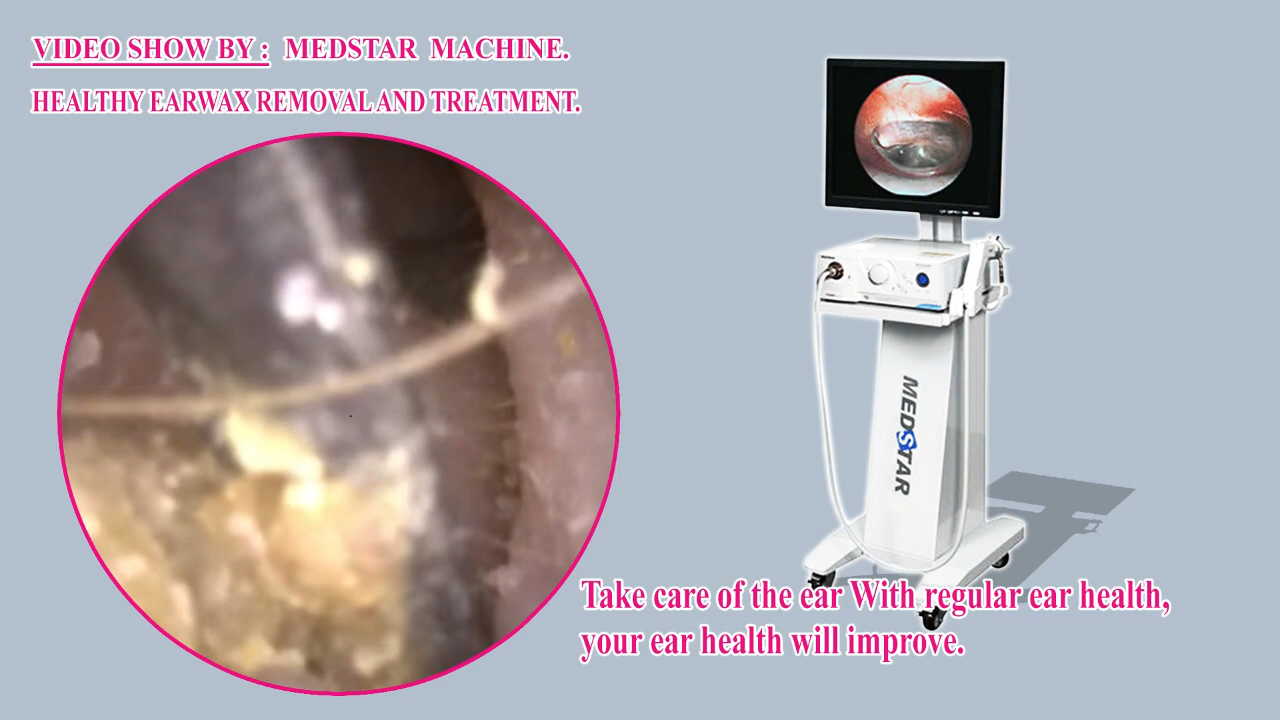 VIDEO SHOW BY : MEDSTAR MACHINE.
HEALTHY EARWAX REMOVAL AND TREATMENT.
MEDSTAR
Take care of the ear With regular ear health,
your ear health will improve.